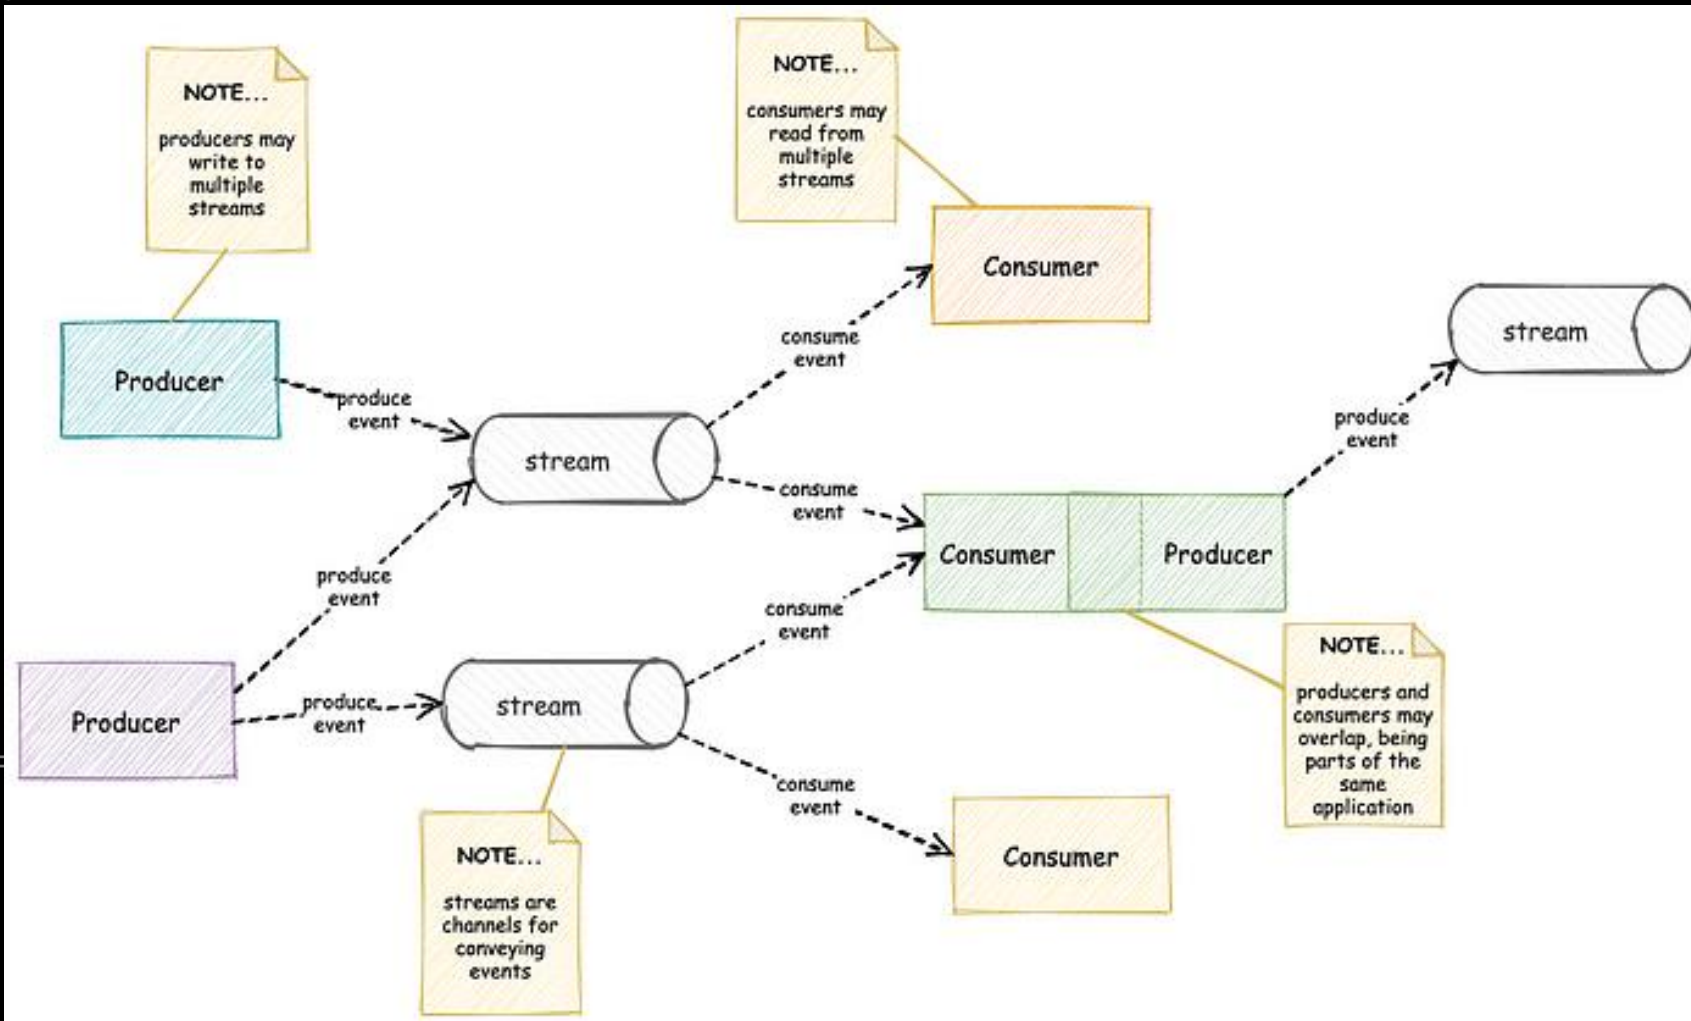 NOTE...
producers may
write to
multiple
streams
NOTE...
consumers may
read from
multiple
streams
Consumer
stream
Producer
produce
event
consume
event
produce
event
stream
consume
event
Consumer
Producer
produce
event
consume
event
NOTE...
producers and
consumers may
overlap, being
parts of the
same
application
Producer
produce
event
stream
consume
event
Consumer
NOTE...
streams are
channels for
conveying
events